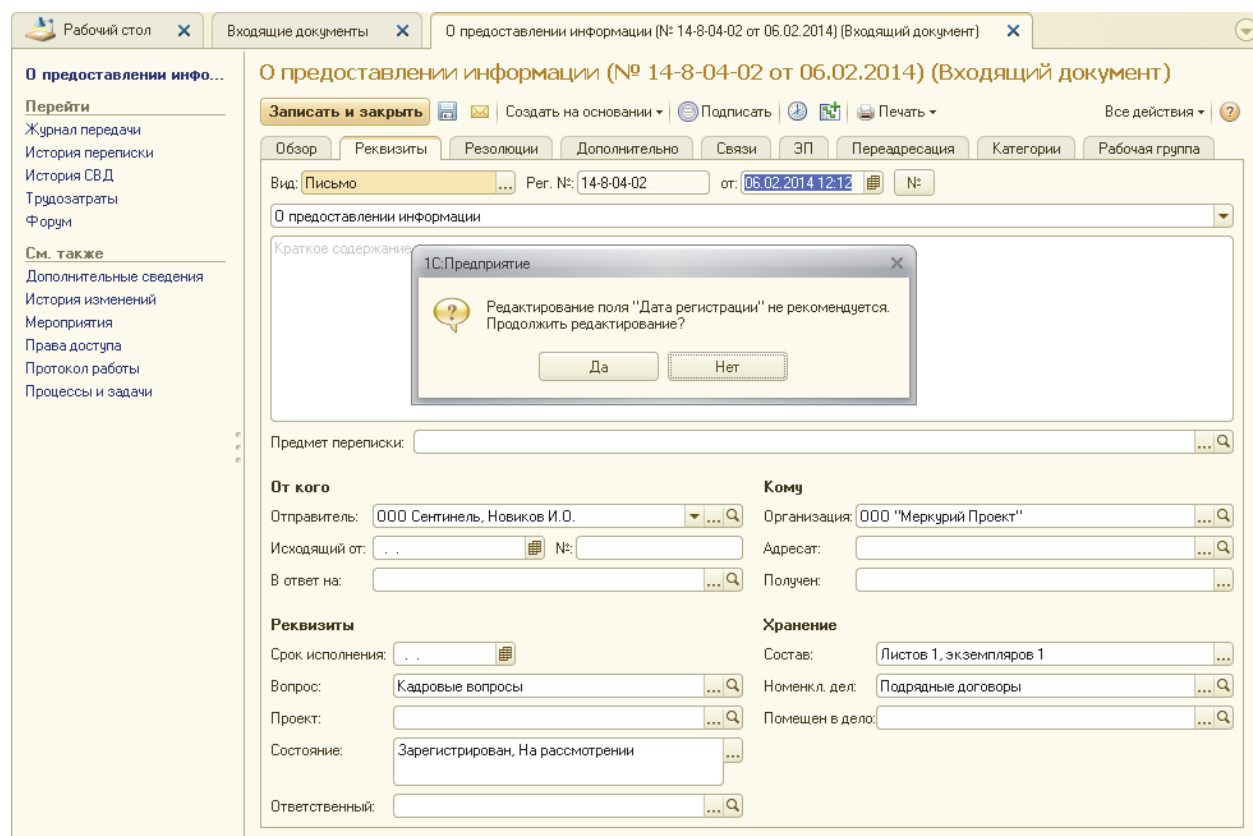 Рабочий стол
Входящие документы
О предоставлении информации (№ 14-8-04-02 от 06.02.2014) (Входящий документ)
О предоставлении инфо...
Перейти
Журнал передачи
История переписки
История СВД
Трудозатраты
Форум
См. также
Дополнительные сведения
История изменений
Мероприятия
Права доступа
Протокол работы
Процессы и задачи
О предоставлении информации (№ 14-8-04-02 от 06.02.2014) (Входящий документ)
Записать и закрыть Создать на основании Подписать Печать Все действия ?
Обзор Реквизиты Резолюции Дополнительно Связи ЭП Переадресация Категории Рабочая группа
Вид: Письмо ... Рег. №: 14-8-04-02 от: 06.02.2014 12:12 №
О предоставлении информации
Краткое содержание
1С:Предприятие
Редактирование поля "Дата регистрации" не рекомендуется.
Продолжить редактирование?
Да Нет
Предмет переписки: ...
От кого Кому
Отправитель: ООО Сентинель, Новиков И.О. ... Организация: ООО "Меркурий Проект" ...
Исходящий от: . . №: Адресат: ...
В ответ на: ... Получен: ...
Реквизиты Хранение
Срок исполнения: . . Состав: Листов 1, экземпляров 1 ...
Вопрос: Кадровые вопросы ... Номенкл. дел: Подрядные договоры ...
Проект: ... Помещен в дело: ...
Состояние: Зарегистрирован, На рассмотрении ...
Ответственный: ...